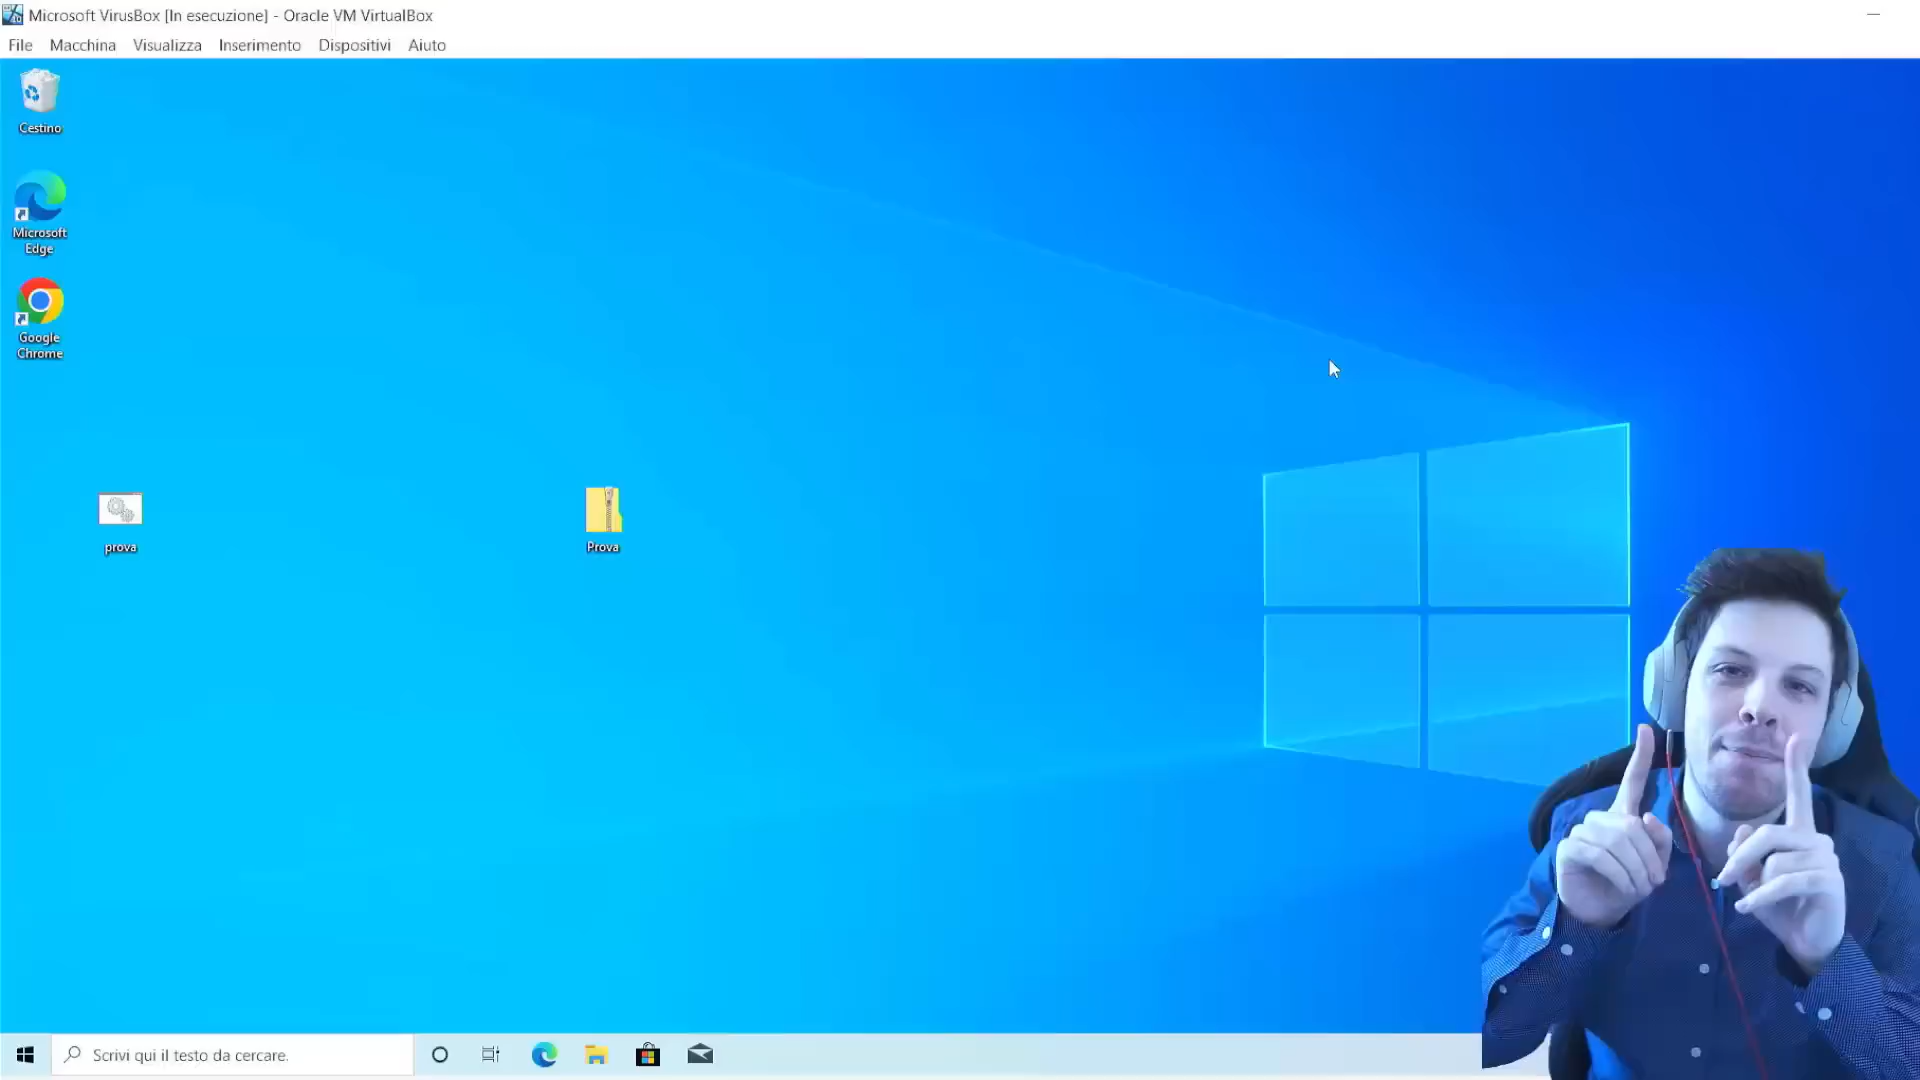 Microsoft VirusBox [In esecuzione] - Oracle VM VirtualBox
File Macchina Visualizza Inserimento Dispositivi Aiuto
Cestino
Microsoft
Edge
Google
Chrome
prova
Prova
Scrivi qui il testo da cercare.